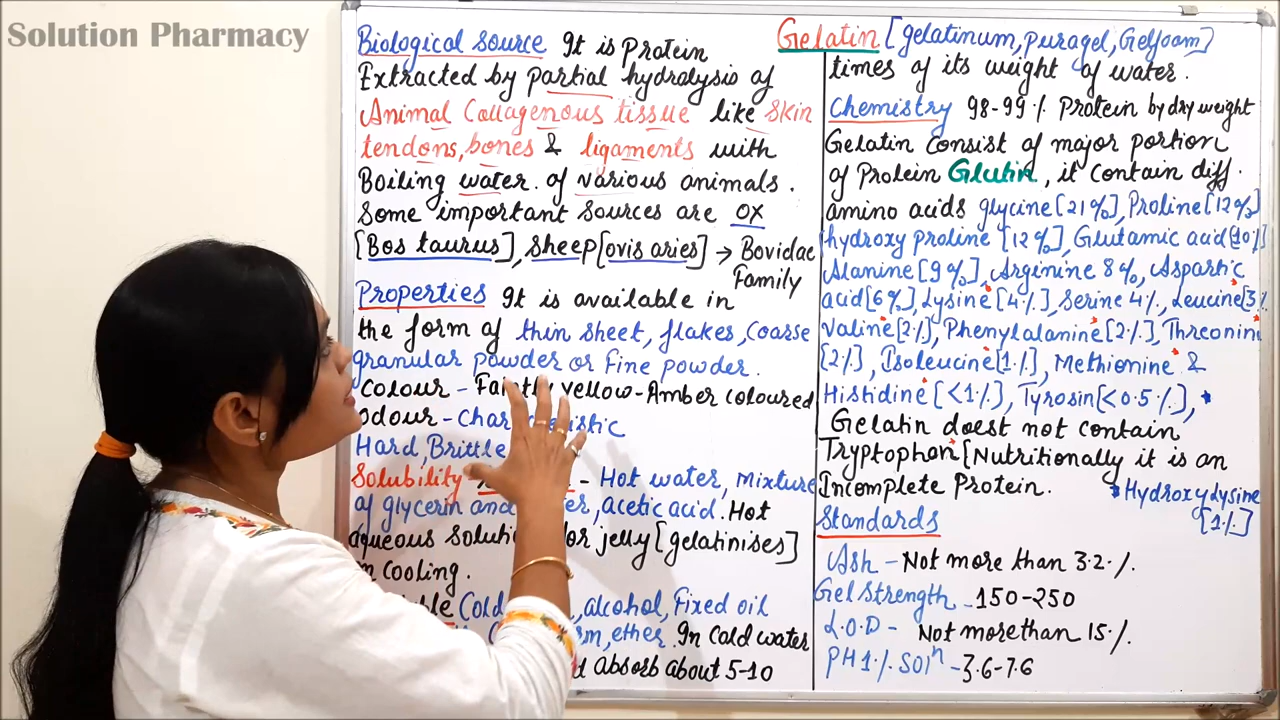 Solution Pharmacy
Gelatin [gelatinum, puragel, Gelfoam]
Biological source It is Protein
Extracted by partial hydrolysis of
Animal Collagenous tissue like Skin
tendons, bones & ligaments with
Boiling water. of various animals.
Some important sources are OX
[Bos taurus], sheep [ovis aries] → Bovidae
Family
Properties It is available in
the form of thin sheet, flakes, Coarse
granular powder or fine powder.
Colour - Faintly yellow-Amber coloured
odour -
Hard, Brittle
Solubility - Hot water, Mixture
of glycerin and, acetic acid. Hot
aqueous for jelly [gelatinises]
cooling.
Cold, alcohol, Fixed oil
ether. In Cold water
absorb about 5-10
times of its weight of water.
Chemistry 98-99 % Protein by dry weight
Gelatin Consist of major portion
of Protein Glutin, it contain diff.
amino acids glycine [21%], Proline [12%]
hydroxy proline [12%], Glutamic acid [10%]
Alanine [9%], Arginine 8%, Aspartic
acid [6%], Lysine [4%], Serine 4%, Leucine [3%
Valine [2%], Phenylalanine [2%], Threonine
[2%], Isoleucine [1%], Methionine &
Histidine [<1%], Tyrosin [<0.5%],
Gelatin doest not contain
Tryptophan [Nutritionally it is an
Incomplete Protein.
* Hydroxylysine
[1%]
Standards
Ash - Not more than 3.2%.
Gel Strength - 150-250
L.O.D - Not morethan 15%.
PH 1% Solⁿ - 3.6-7.6